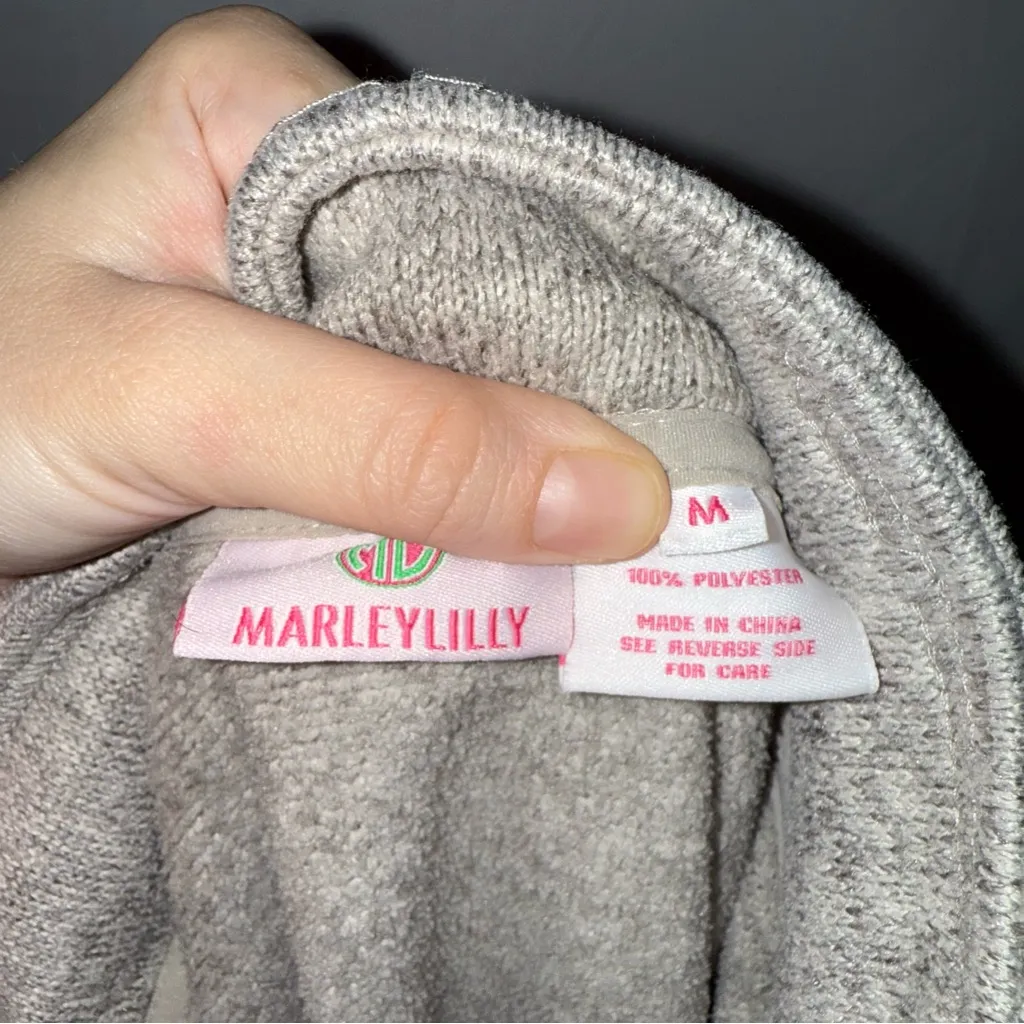 MARLEYLILLY
M
100% POLYESTER
MADE IN CHINA
SEE REVERSE SIDE
FOR CARE